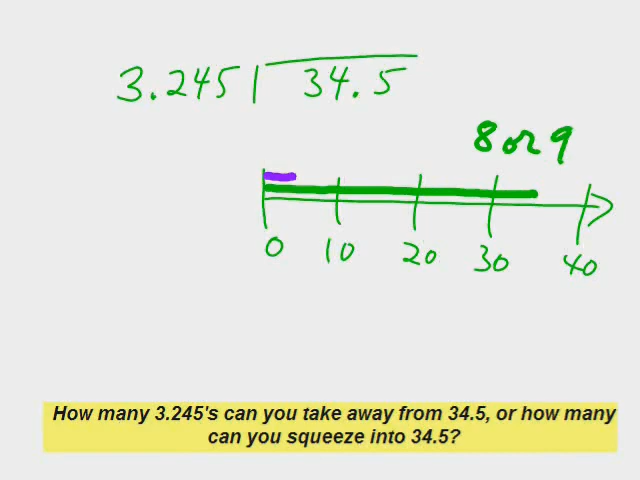 3.245 34.5
8 or 9
0 10 20 30 40
How many 3.245's can you take away from 34.5, or how many
can you squeeze into 34.5?